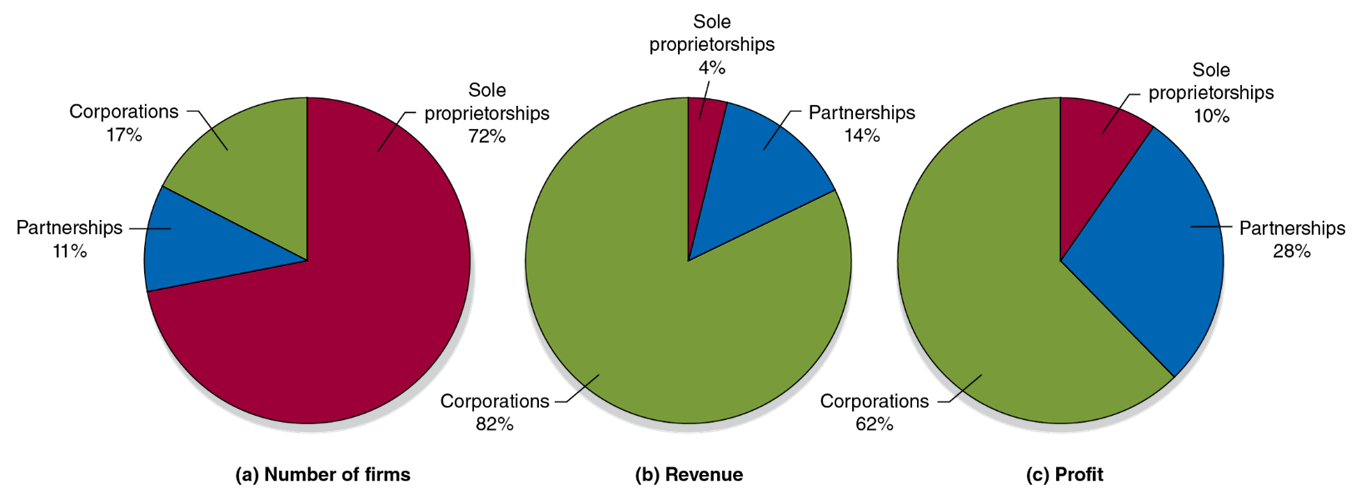 Corporations
17%
Sole
proprietorships
72%
Partnerships
11%
(a) Number of firms
Sole
proprietorships
4%
Partnerships
14%
Corporations
82%
(b) Revenue
Sole
proprietorships
10%
Partnerships
28%
Corporations
62%
(c) Profit